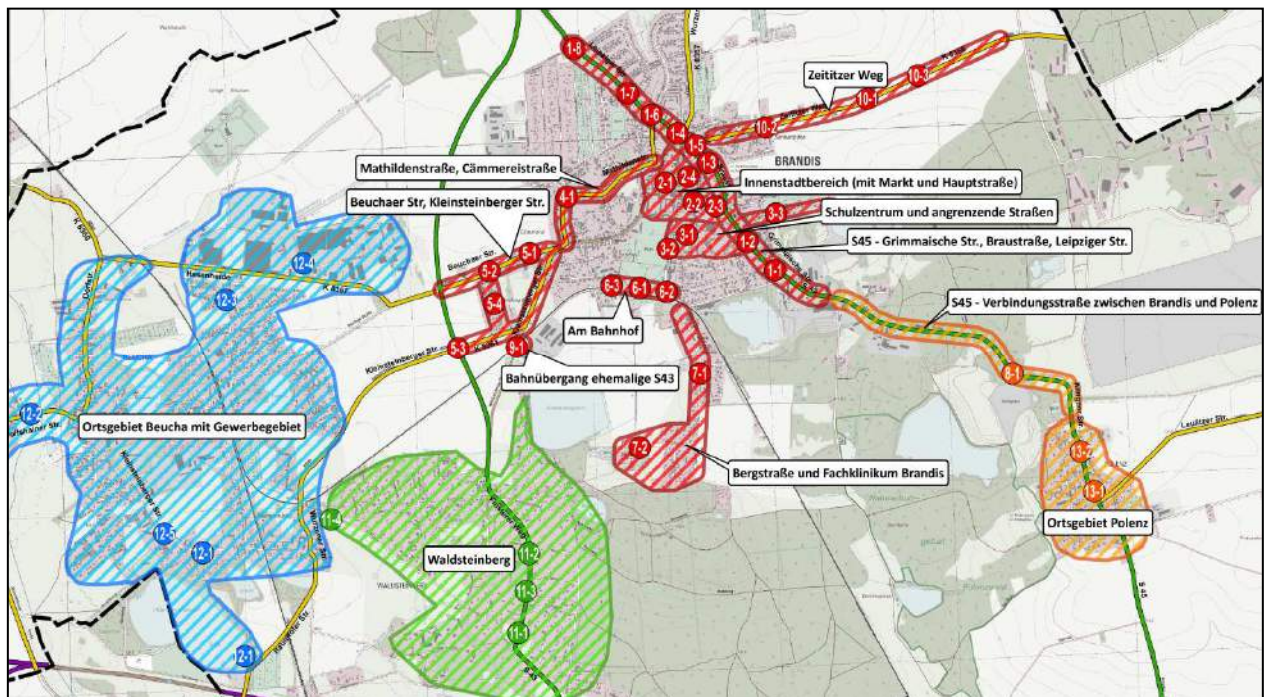 1-8
Zeititzer Weg
10-3
1-7
10-1
1-6
K 8357
1-4
10-2
1-5
BRANDIS
1-3
Mathildenstraße, Cämmereistraße
2-4
2-1
Innenstadtbereich (mit Markt und Hauptstraße)
Beuchaer Str, Kleinsteinberger Str.
4-1
2-2
2-3
3-3
Schulzentrum und angrenzende Straßen
3-1
1-2
S45 - Grimmaische Str., Braustraße, Leipziger Str.
3-2
5-1
Beuchaer Str.
12-4
5-2
1-1
12-3
K 8367
6-3
6-1
6-2
S45 - Verbindungsstraße zwischen Brandis und Polenz
5-4
Am Bahnhof
5-3
9-1
Kleinsteinberger Str.
Bahnübergang ehemalige S43
7-1
8-1
12-2
Ortsgebiet Beucha mit Gewerbegebiet
Leulitzer Str.
7-2
13-2
Bergstraße und Fachklinikum Brandis
Kleinsteinberger Str.
13-1
11-4
Ortsgebiet Polenz
12-5
12-1
Waldsteinberg
11-2
WALDSTEINBERG
11-3
S 45
11-1
12-1
S 43